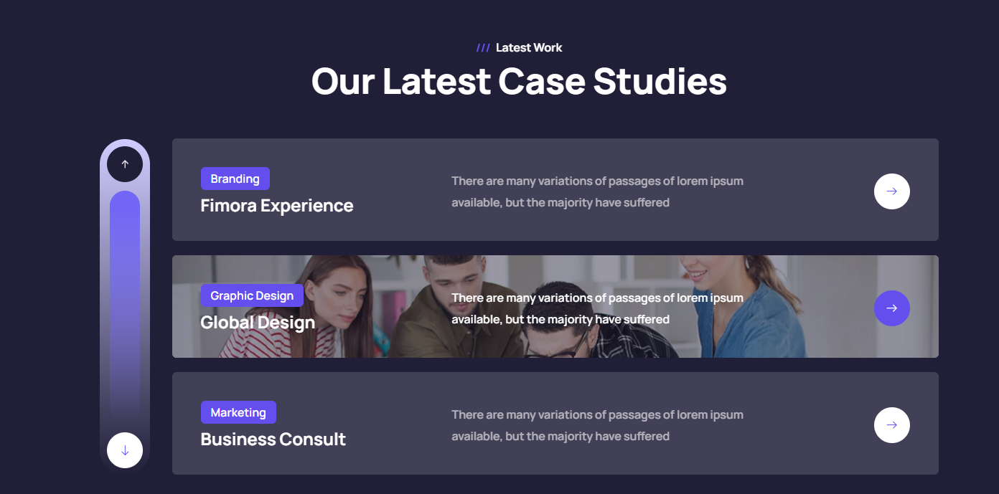 /// Latest Work
Our Latest Case Studies
Branding
Fimora Experience
There are many variations of passages of lorem ipsum
available, but the majority have suffered
Graphic Design
Global Design
There are many variations of passages of lorem ipsum
available, but the majority have suffered
Marketing
Business Consult
There are many variations of passages of lorem ipsum
available, but the majority have suffered